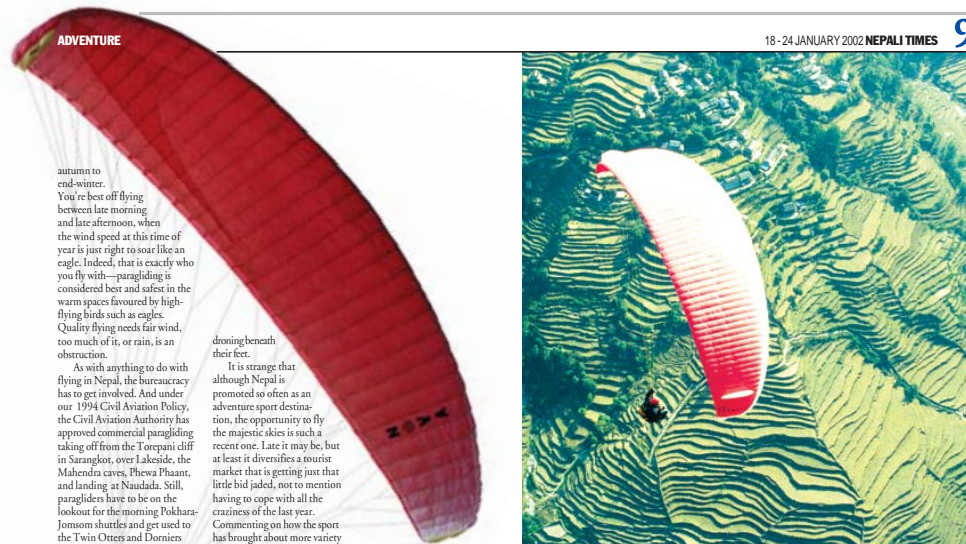 ADVENTURE
18 - 24 JANUARY 2002 NEPALI TIMES 9
autumn to
end-winter.
You're best off flying
between late morning
and late afternoon, when
the wind speed at this time of
year is just right to soar like an
eagle. Indeed, that is exactly who
you fly with—paragliding is
considered best and safest in the
warm spaces favoured by high-
flying birds such as eagles.
Quality flying needs fair wind,
too much of it, or rain, is an
obstruction.
As with anything to do with
flying in Nepal, the bureaucracy
has to get involved. And under
our 1994 Civil Aviation Policy,
the Civil Aviation Authority has
approved commercial paragliding
taking off from the Torepani cliff
in Sarangkot, over Lakeside, the
Mahendra caves, Phewa Phaant,
and landing at Naudada. Still,
paragliders have to be on the
lookout for the morning Pokhara-
Jomsom shuttles and get used to
the Twin Otters and Dorniers
droning beneath
their feet.
It is strange that
although Nepal is
promoted so often as an
adventure sport destina-
tion, the opportunity to fly
the majestic skies is such a
recent one. Late it may be, but
at least it diversifies a tourist
market that is getting just that
little bid jaded, not to mention
having to cope with all the
craziness of the last year.
Commenting on how the sport
has brought about more variety
NOVA